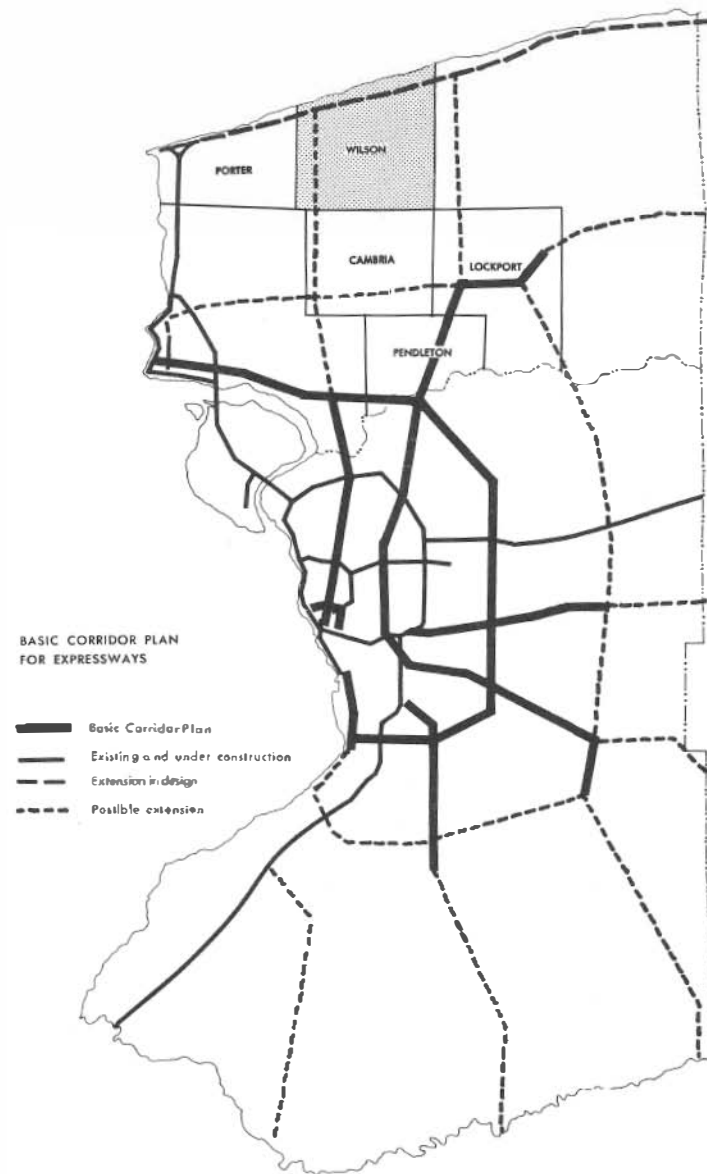 WILSON
PORTER
CAMBRIA
LOCKPORT
PENDLETON
BASIC CORRIDOR PLAN
FOR EXPRESSWAYS
Basic Corridor Plan
Existing and under construction
Extension in design
Possible extension